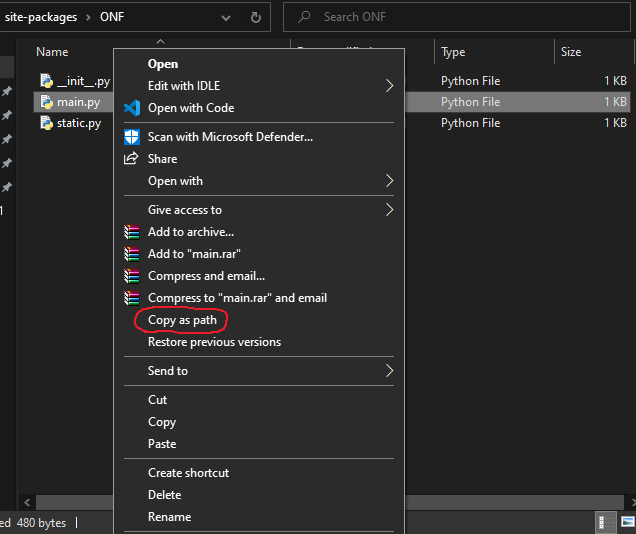 site-packages > ONF
Search ONF
Name
Type
Size
__init__.py
Python File
1 KB
main.py
Python File
1 KB
static.py
Python File
1 KB
Open
Edit with IDLE
Open with Code
Scan with Microsoft Defender...
Share
Open with
Give access to
Add to archive...
Add to "main.rar"
Compress and email...
Compress to "main.rar" and email
Copy as path
Restore previous versions
Send to
Cut
Copy
Paste
Create shortcut
Delete
Rename
1
ed 480 bytes